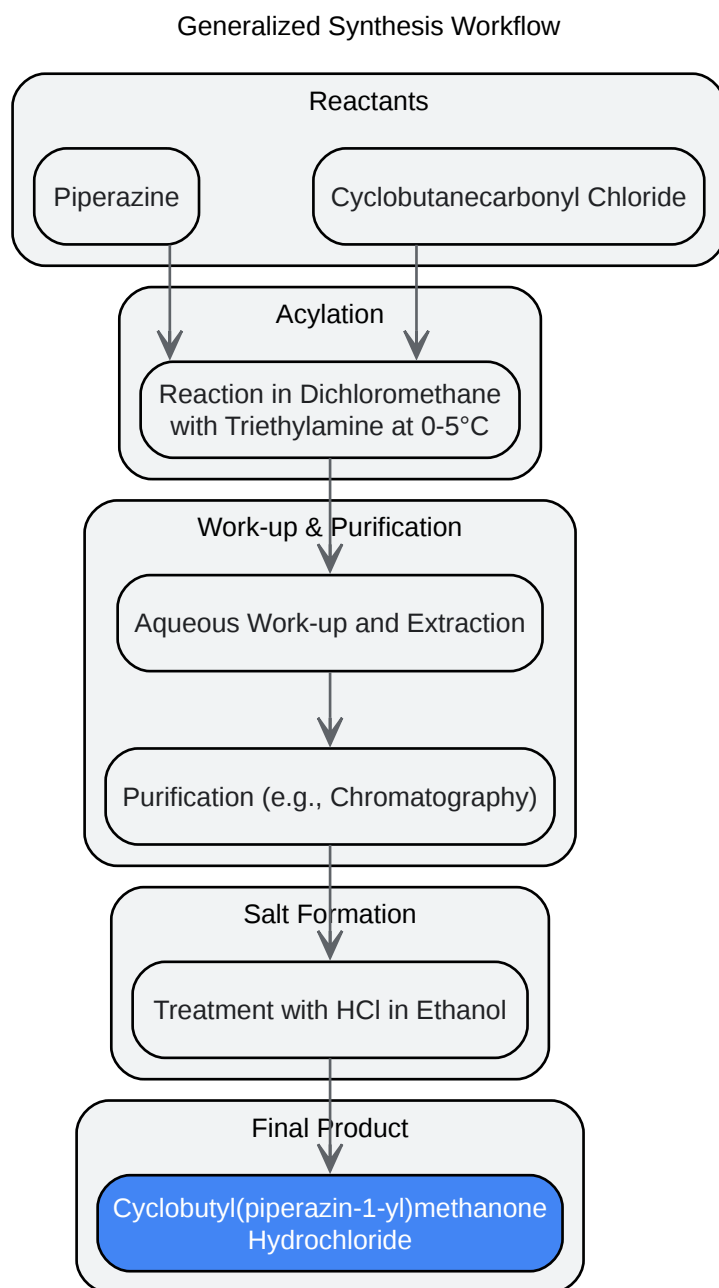 Generalized Synthesis Workflow
Reactants
Piperazine
Cyclobutanecarbonyl Chloride
Acylation
Reaction in Dichloromethane
with Triethylamine at 0-5°C
Work-up & Purification
Aqueous Work-up and Extraction
Purification (e.g., Chromatography)
Salt Formation
Treatment with HCl in Ethanol
Final Product
Cyclobutyl(piperazin-1-yl)methanone
Hydrochloride